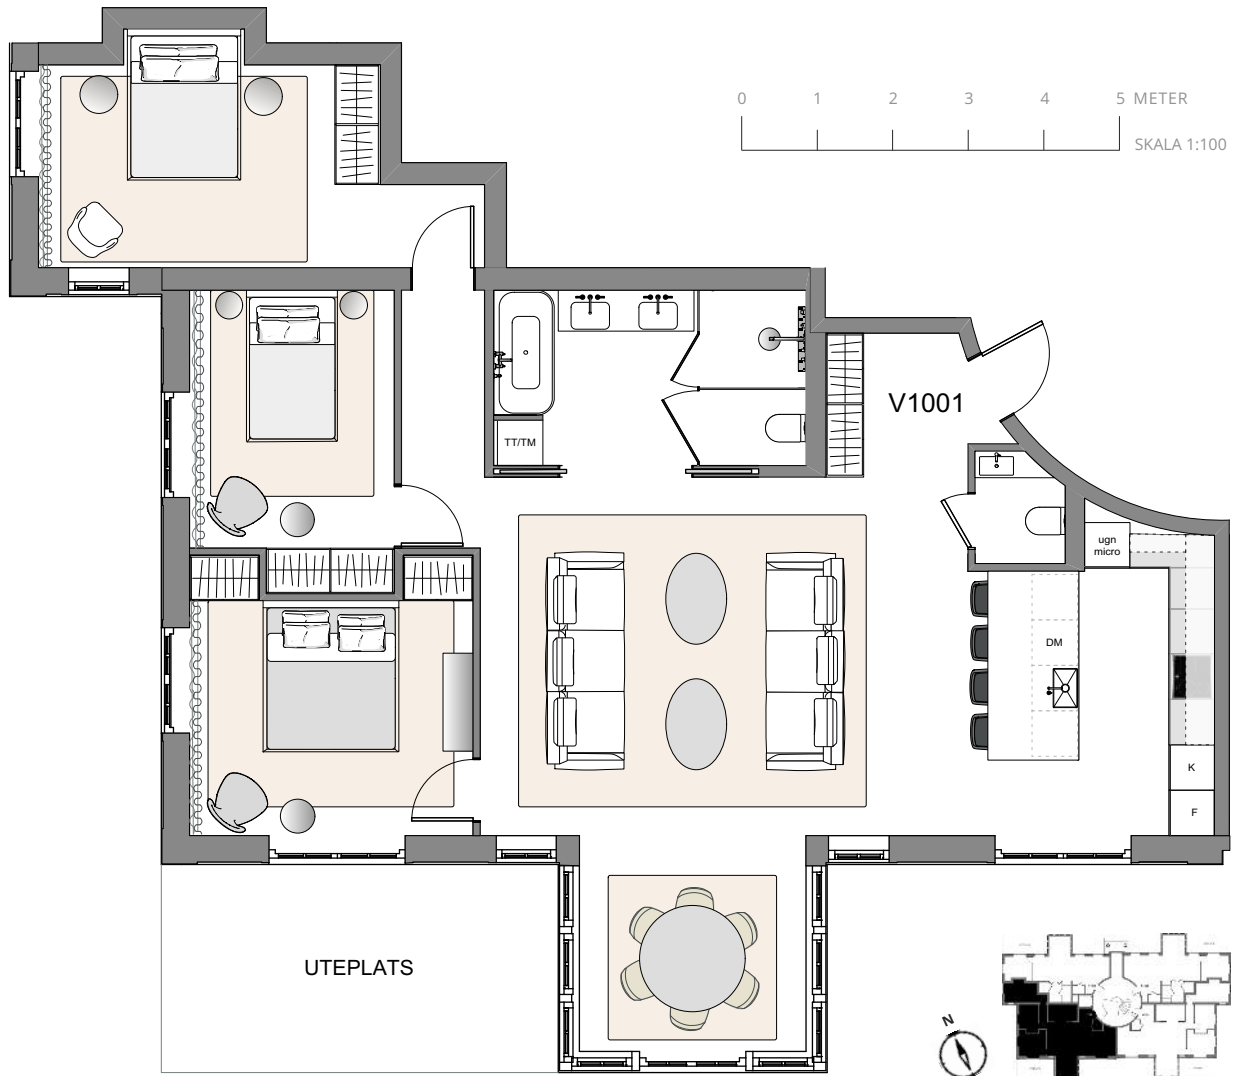 0 1 2 3 4 5 METER
SKALA 1:100
V1001
TT/TM
ugn
micro
DM
K
F
UTEPLATS
N